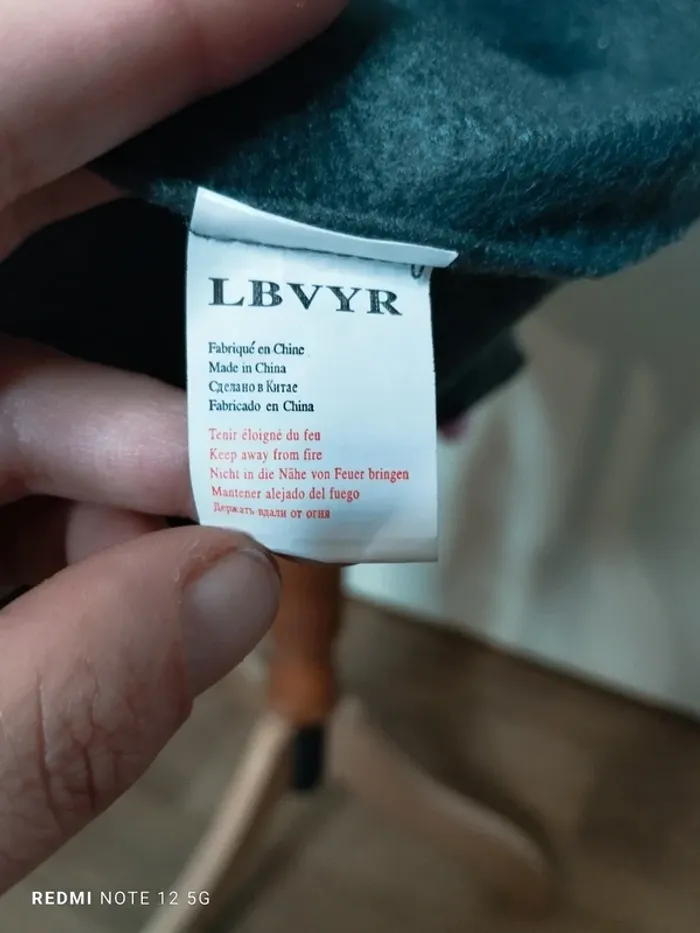 LBVYR
Fabriqué en Chine
Made in China
Сделано в Китае
Fabricado en China
Tenir éloigné du feu
Keep away from fire
Nicht in die Nähe von Feuer bringen
Mantener alejado del fuego
Держать вдали от огня
REDMI NOTE 12 5G